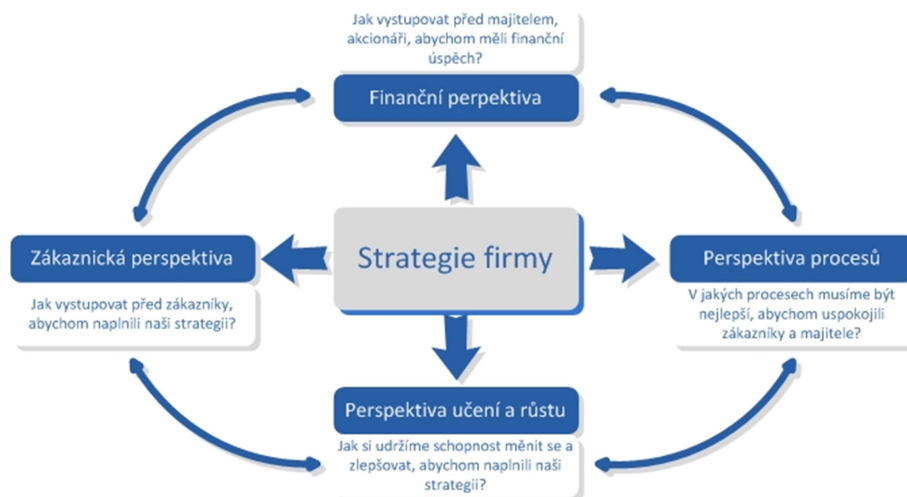 Jak vystupovat před majitelem,
akcionáři, abychom měli finanční
úspěch?
Finanční perpektiva
Zákaznická perspektiva
Jak vystupovat před zákazníky,
abychom naplnili naši strategii?
Strategie firmy
Perspektiva procesů
V jakých procesech musíme být
nejlepší, abychom uspokojili
zákazníky a majitele?
Perspektiva učení a růstu
Jak si udržíme schopnost měnit se a
zlepšovat, abychom naplnili naši
strategii?